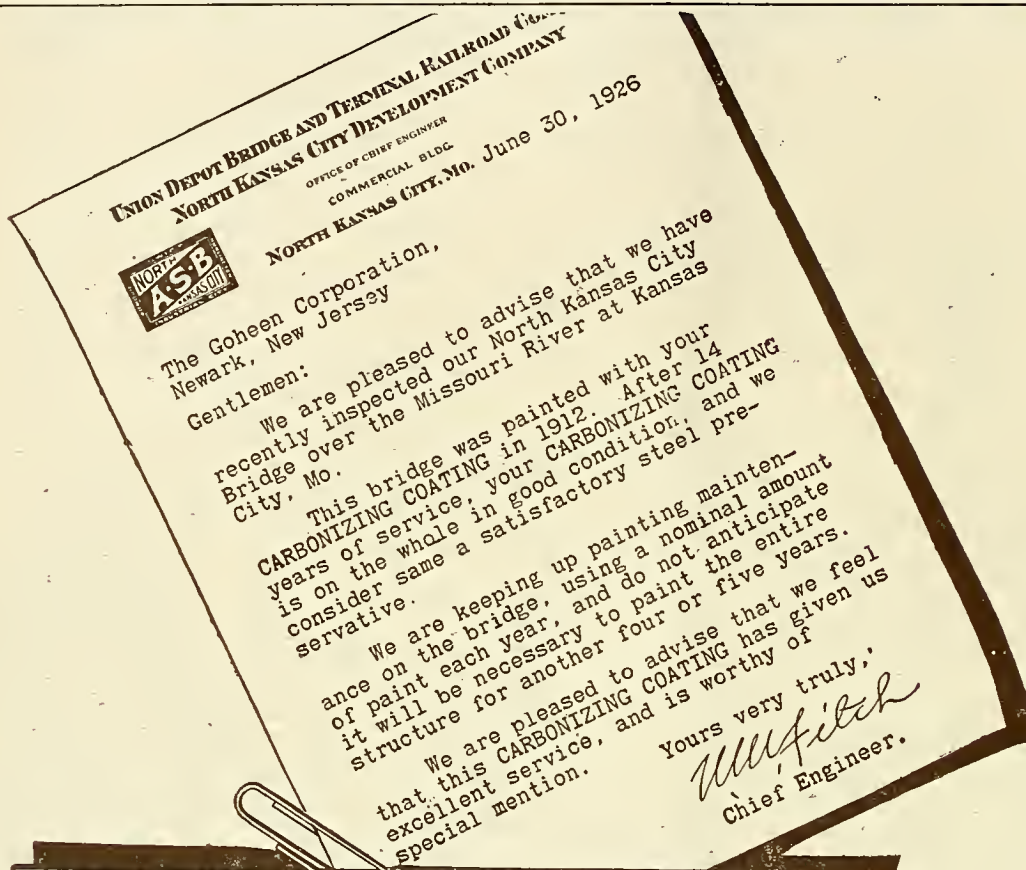 UNION DEPOT BRIDGE AND TERMINAL RAILROAD
NORTH KANSAS CITY DEVELOPMENT COMPANY
OFFICE OF CHIEF ENGINEER
COMMERCIAL BLDG.
NORTH KANSAS CITY, MO. June 30, 1926
NORTH
A·S·B
KANSAS CITY
The Goheen Corporation,
Newark, New Jersey
Gentlemen:
We are pleased to advise that we have
recently inspected our North Kansas City
Bridge over the Missouri River at Kansas
City, Mo.
This bridge was painted with your
CARBONIZING COATING in 1912. After 14
years of service, your CARBONIZING COATING
is on the whole in good condition, and we
consider same a satisfactory steel pre-
servative.
We are keeping up painting mainten-
ance on the bridge, using a nominal amount
of paint each year, and do not anticipate
it will be necessary to paint the entire
structure for another four or five years.
We are pleased to advise that we feel
that this CARBONIZING COATING has given us
excellent service, and is worthy of
special mention.
Yours very truly,
Fitch
Chief Engineer.